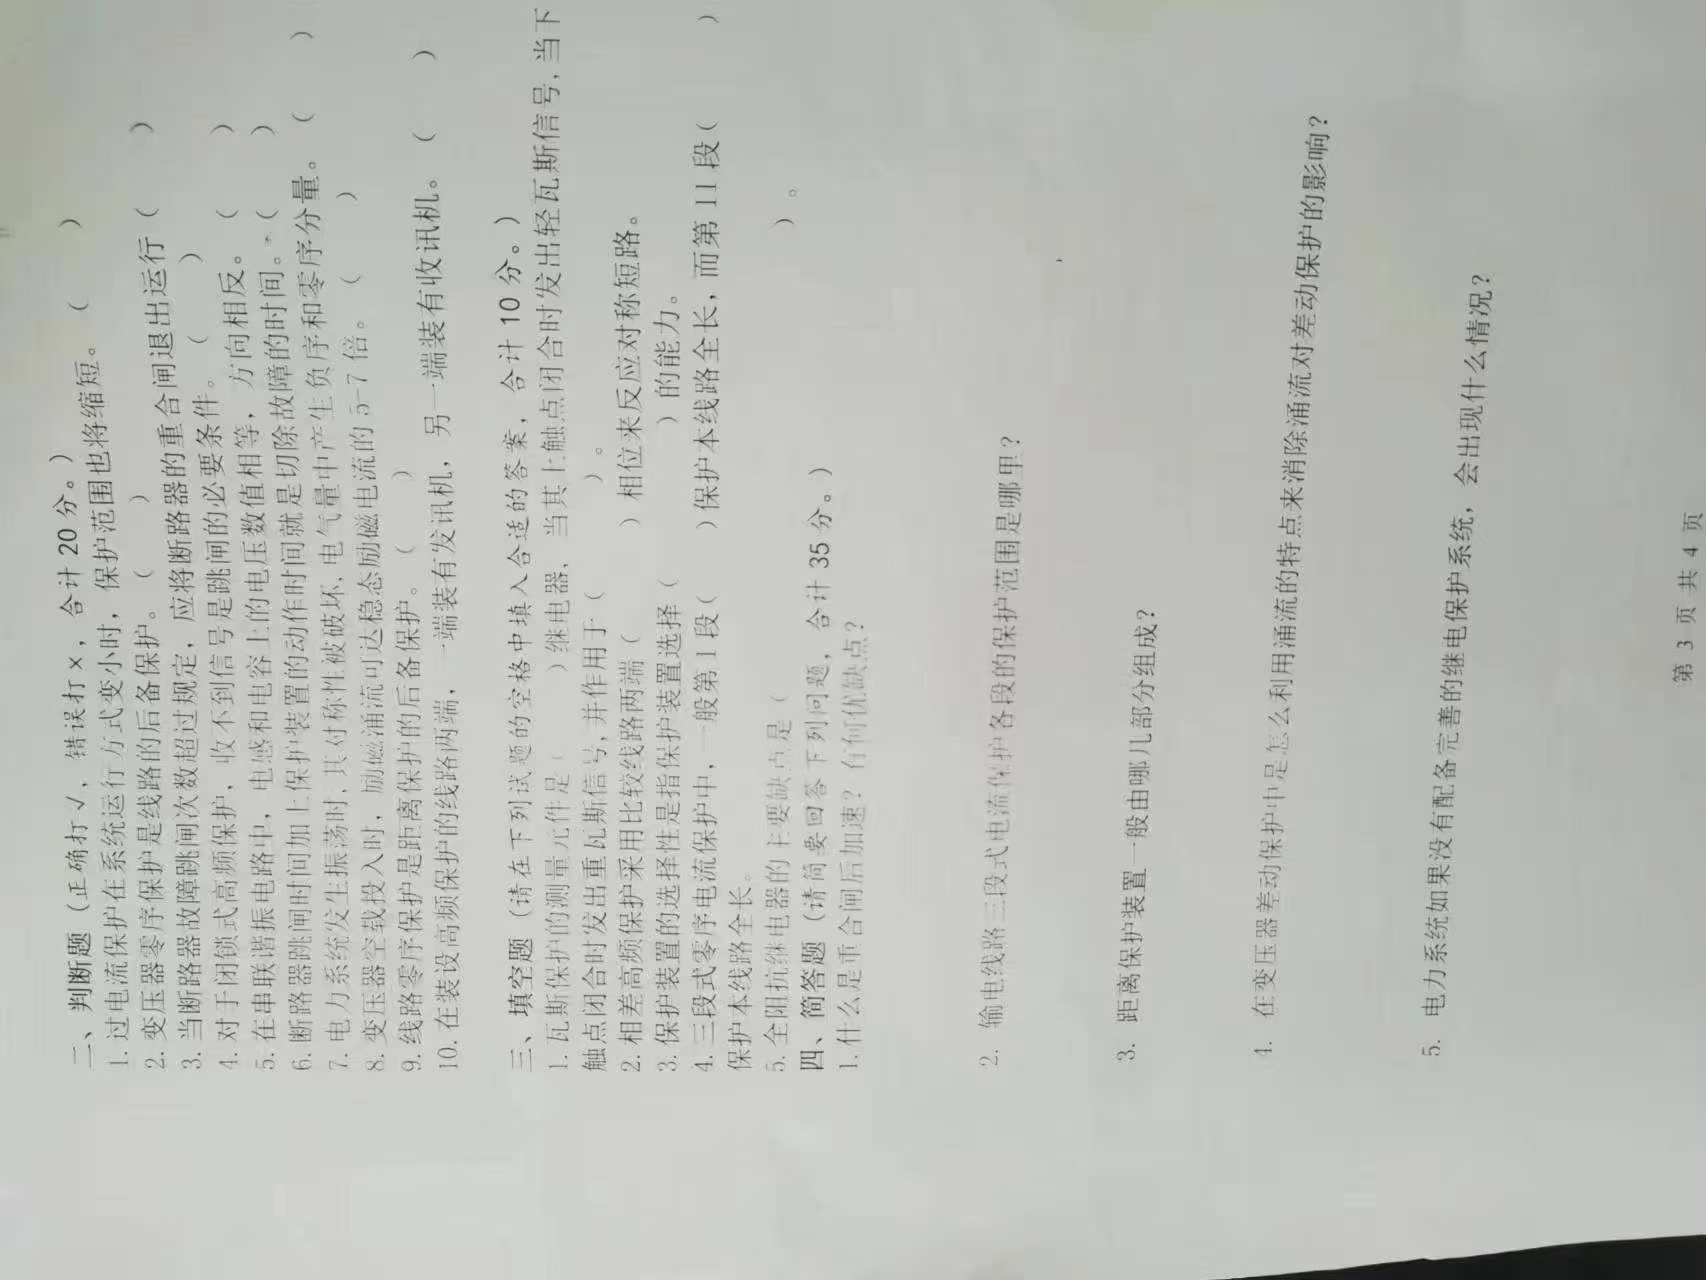 二、判断题（正确打√，错误打×，合计 20 分。）
1. 过电流保护在系统运行方式变小时，保护范围也将缩短。（　　）
2. 变压器零序保护是线路的后备保护。（　　）
3. 当断路器故障跳闸次数超过规定，应将断路器的重合闸退出运行（　　）
4. 对于闭锁式高频保护，收不到信号是跳闸的必要条件。（　　）
5. 在串联谐振电路中，电感和电容上的电压数值相等，方向相反。（　　）
6. 断路器跳闸时间加上保护装置的动作时间就是切除故障的时间。（　　）
7. 电力系统发生振荡时,其对称性被破坏,电气量中产生负序和零序分量。（　　）
8. 变压器空载投入时，励磁涌流可达稳态励磁电流的 5-7 倍。（　　）
9. 线路零序保护是距离保护的后备保护。（　　）
10. 在装设高频保护的线路两端，一端装有发讯机，另一端装有收讯机。（　　）
三、填空题（请在下列试题的空格中填入合适的答案，合计 10 分。）
1. 瓦斯保护的测量元件是（　　）继电器，当其上触点闭合时发出轻瓦斯信号,当下
触点闭合时发出重瓦斯信号,并作用于（　　）。
2. 相差高频保护采用比较线路两端（　　）相位来反应对称短路。
3. 保护装置的选择性是指保护装置选择（　　）的能力。
4. 三段式零序电流保护中，一般第 1 段（　　）保护本线路全长，而第 11 段（　　）
保护本线路全长。
5. 全阻抗继电器的主要缺点是（　　）。
四、简答题（请简要回答下列问题，合计 35 分。）
1. 什么是重合闸后加速？有何优缺点？
2. 输电线路三段式电流保护各段的保护范围是哪里？
3. 距离保护装置一般由哪几部分组成？
4. 在变压器差动保护中是怎么利用涌流的特点来消除涌流对差动保护的影响？
5. 电力系统如果没有配备完善的继电保护系统，会出现什么情况？
第 3 页 共 4 页